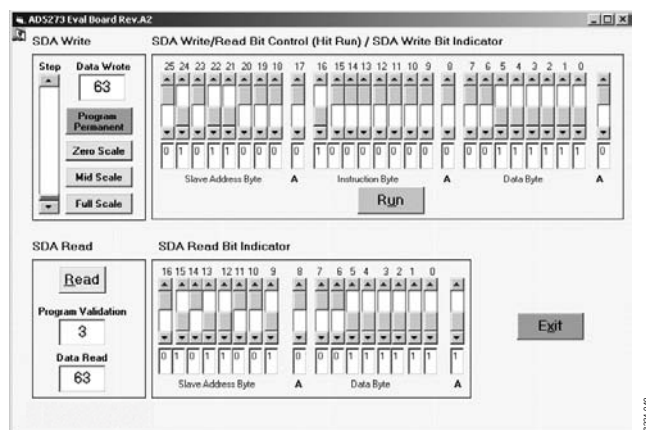 AD5273 Eval Board Rev.A2
SDA Write
SDA Write/Read Bit Control (Hit Run) / SDA Write Bit Indicator
Step
Data Wrote
63
Program Permanent
Zero Scale
Mid Scale
Full Scale
25 24 23 22 21 20 19 10 17 16 15 14 13 12 11 10 9 8 7 6 5 4 3 2 1 0
0 1 0 1 1 0 0 0 0 1 0 0 0 0 0 0 0 0 0 0 1 1 1 1 1 1 0
Slave Address Byte A Instruction Byte A Data Byte A
Run
SDA Read
SDA Read Bit Indicator
Read
Program Validation
3
Data Read
63
16 15 14 13 12 11 10 9 8 7 6 5 4 3 2 1 0
0 1 0 1 1 0 0 1 0 1 1 1 1 1 1 1 1 1
Slave Address Byte A Data Byte A
Exit